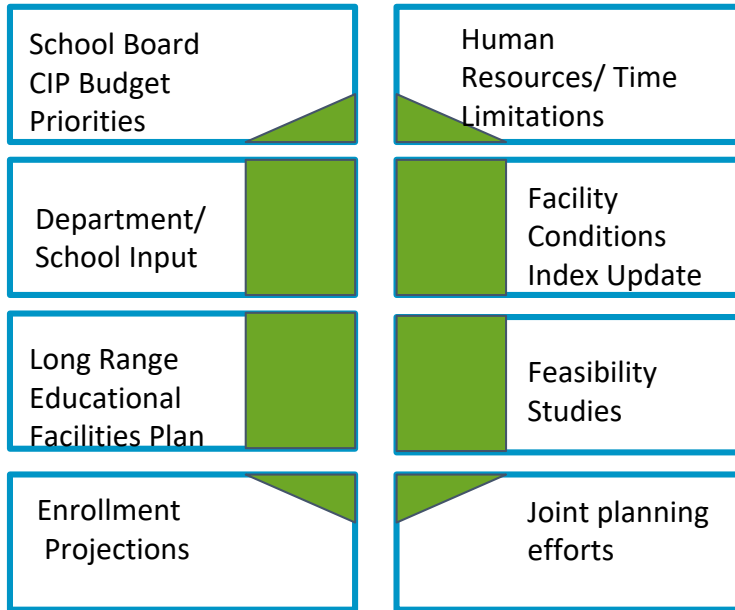 School Board
CIP Budget
Priorities
Human
Resources/ Time
Limitations
Department/
School Input
Facility
Conditions
Index Update
Long Range
Educational
Facilities Plan
Feasibility
Studies
Enrollment
Projections
Joint planning
efforts